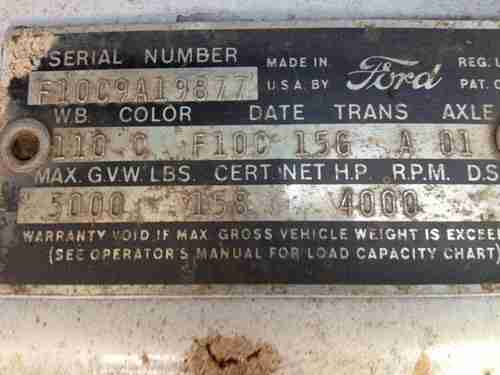 SERIAL NUMBER MADE IN Ford REG. U
F10C9A19877 U.S.A. BY PAT. O
WB. COLOR DATE TRANS AXLE
110 C F10C 15G A 01
MAX. G.V.W. LBS. CERT. NET H.P. R.P.M. D.S
5000 158 4000
WARRANTY VOID IF MAX. GROSS VEHICLE WEIGHT IS EXCEE
(SEE OPERATOR'S MANUAL FOR LOAD CAPACITY CHART)